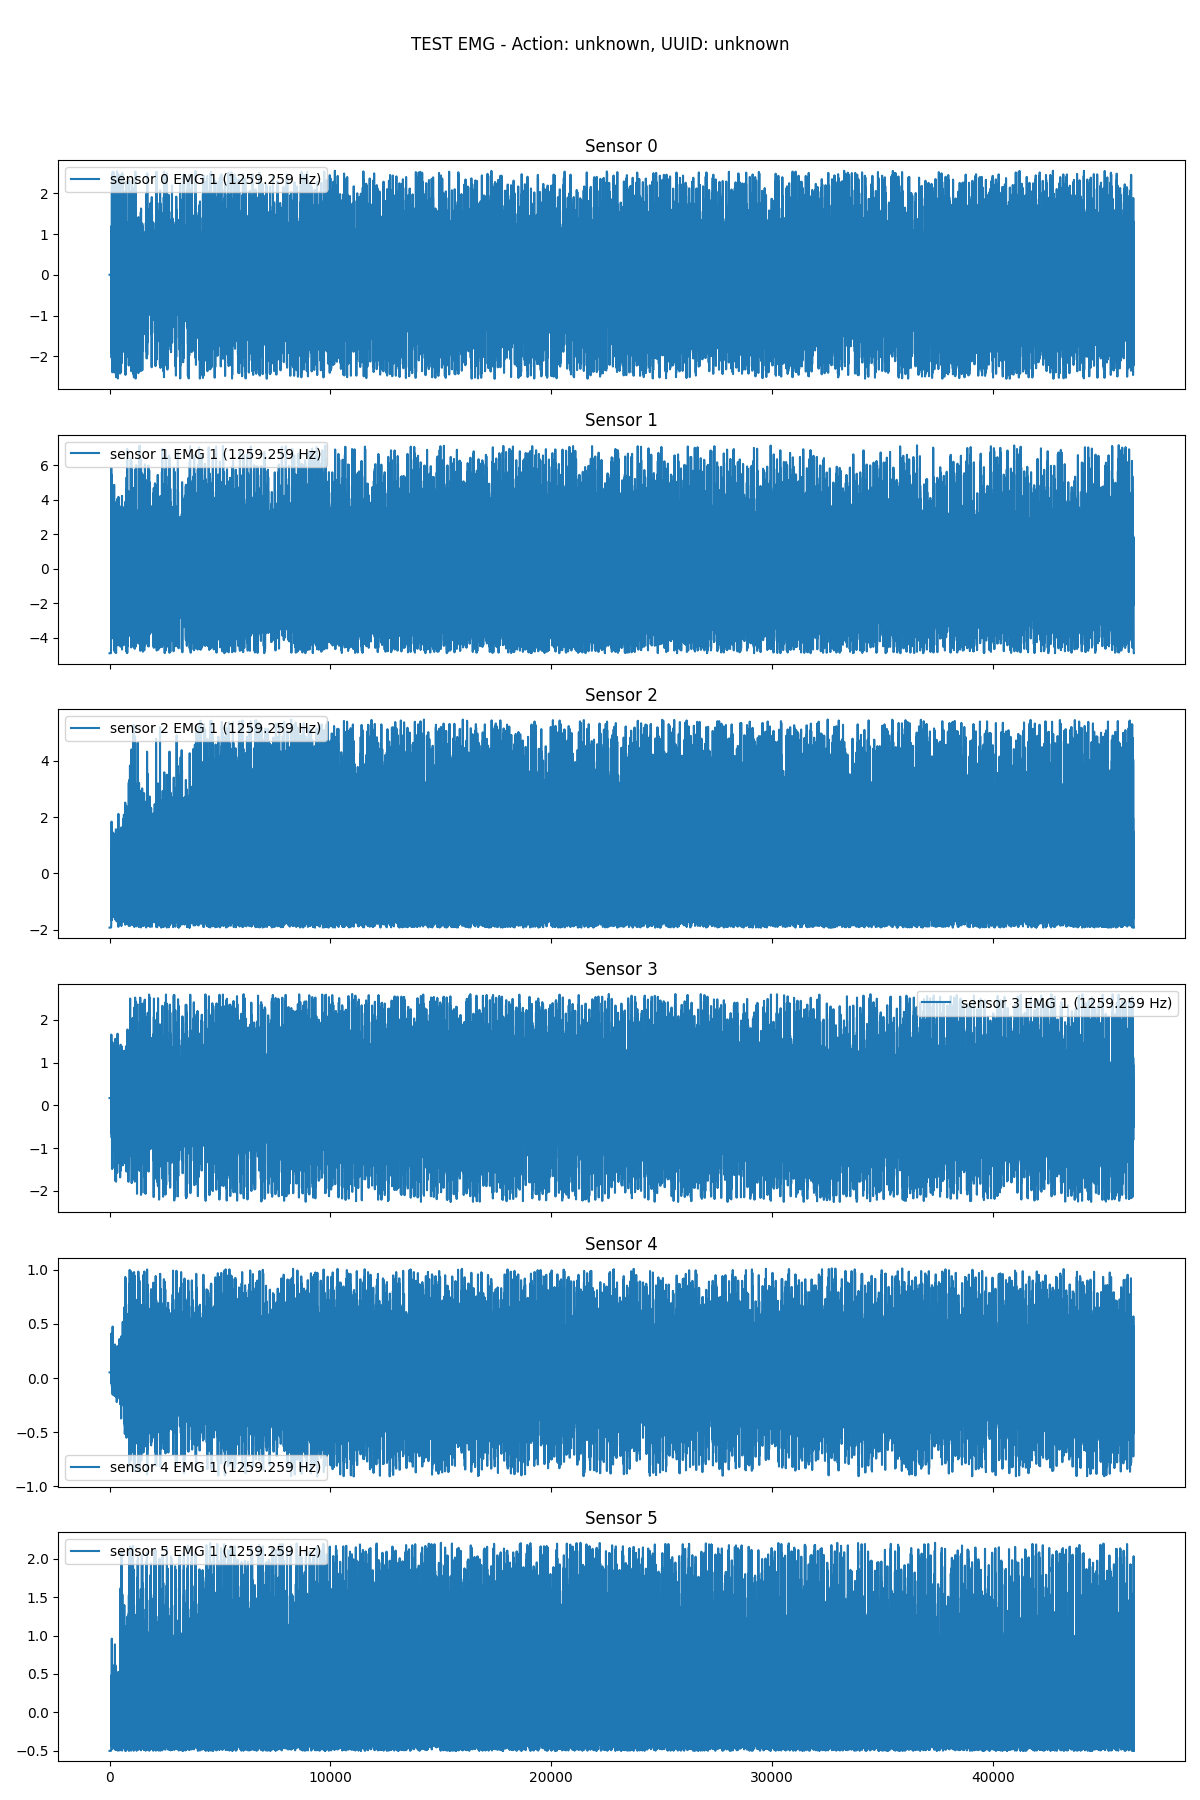 TEST EMG - Action: unknown, UUID: unknown
Sensor 0
sensor 0 EMG 1 (1259.259 Hz)
2
1
0
−1
−2
Sensor 1
sensor 1 EMG 1 (1259.259 Hz)
6
4
2
0
−2
−4
Sensor 2
sensor 2 EMG 1 (1259.259 Hz)
4
2
0
−2
Sensor 3
sensor 3 EMG 1 (1259.259 Hz)
2
1
0
−1
−2
Sensor 4
1.0
0.5
0.0
−0.5
sensor 4 EMG 1 (1259.259 Hz)
−1.0
Sensor 5
sensor 5 EMG 1 (1259.259 Hz)
2.0
1.5
1.0
0.5
0.0
−0.5
0 10000 20000 30000 40000